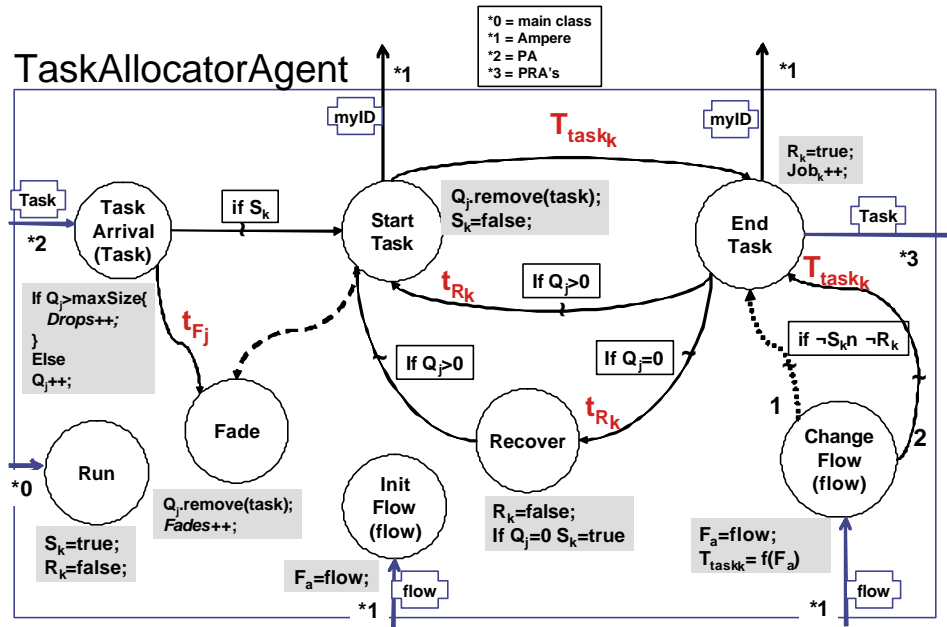 *0 = main class
*1 = Ampere
*2 = PA
*3 = PRA's
TaskAllocatorAgent
*1
*1
myID
myID
T_task_k
R_k=true;
Job_k++;
Task
*2
Task
Arrival
(Task)
if S_k
Start
Task
Q_j.remove(task);
S_k=false;
End
Task
Task
*3
If Q_j>maxSize{
Drops++;
}
Else
Q_j++;
t_F_j
t_R_k
If Q_j>0
T_task_k
If Q_j>0
If Q_j=0
if ¬S_kn ¬R_k
t_R_k
1
2
Fade
Recover
Change
Flow
(flow)
Run
*0
Init
Flow
(flow)
Q_j.remove(task);
Fades++;
R_k=false;
If Q_j=0 S_k=true
S_k=true;
R_k=false;
F_a=flow;
T_taskk= f(F_a)
F_a=flow;
*1
flow
*1
flow